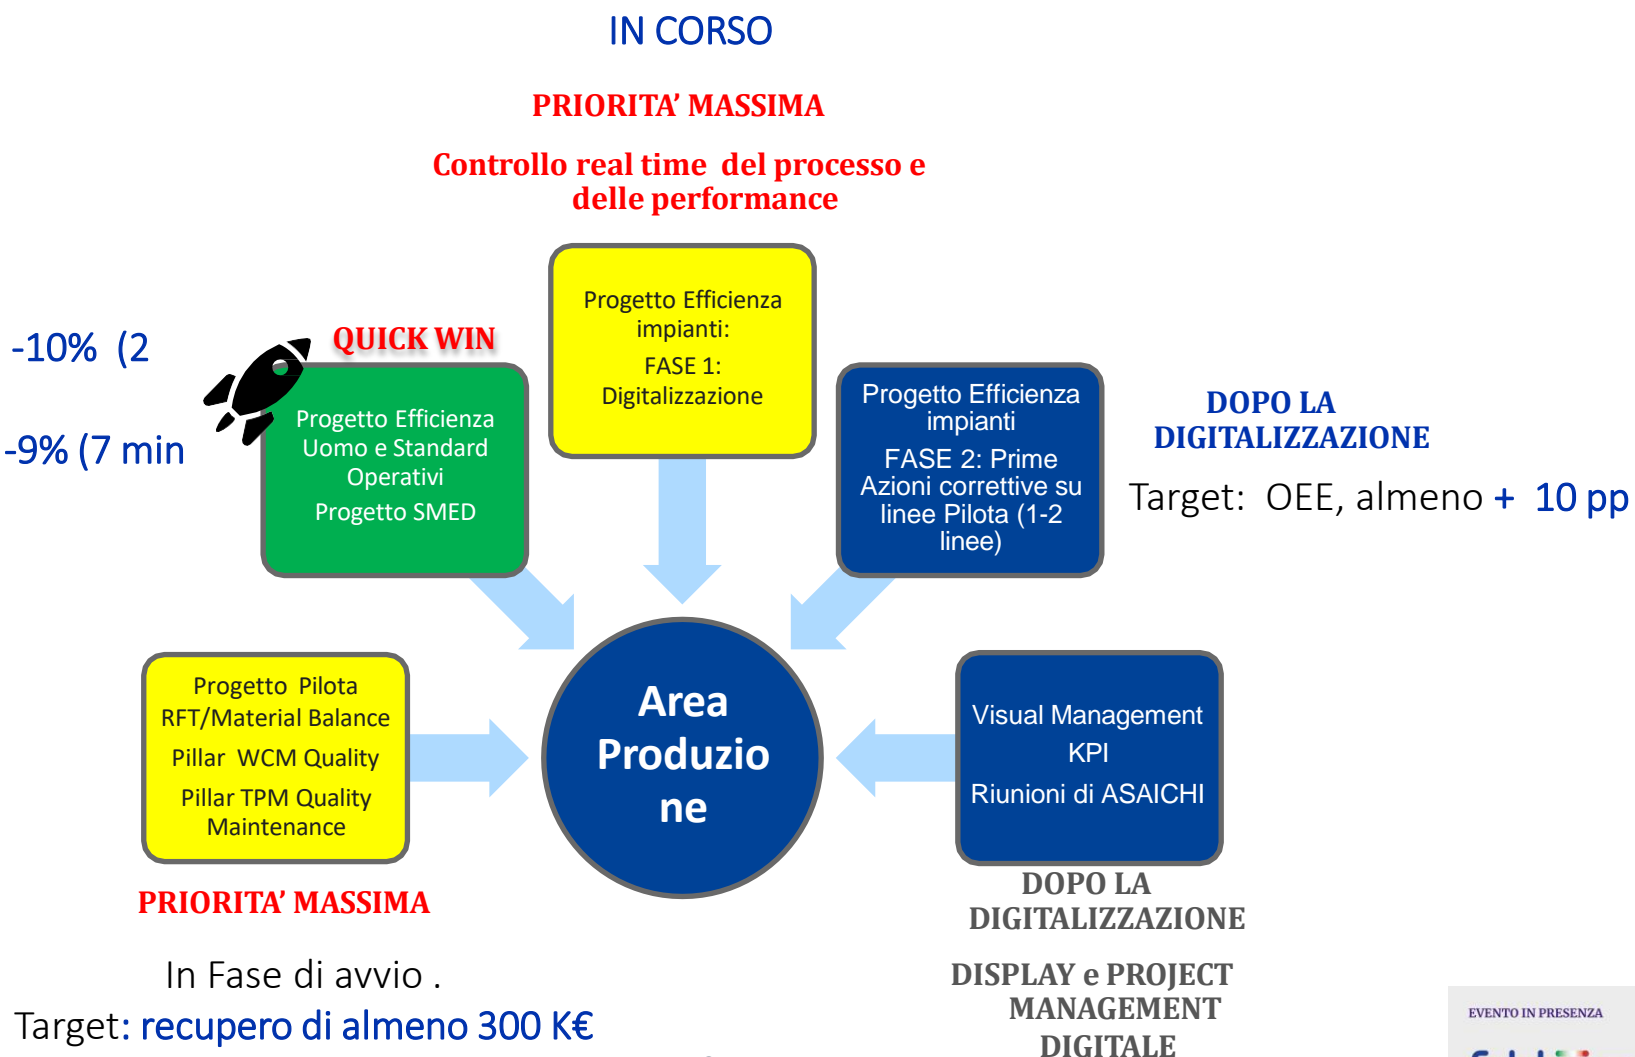 IN CORSO
PRIORITA’ MASSIMA
Controllo real time del processo e
delle performance
Progetto Efficienza
impianti:
FASE 1:
Digitalizzazione
-10% (2
-9% (7 min
QUICK WIN
Progetto Efficienza
Uomo e Standard
Operativi
Progetto SMED
Progetto Efficienza
impianti
FASE 2: Prime
Azioni correttive su
linee Pilota (1-2
linee)
DOPO LA
DIGITALIZZAZIONE
Target: OEE, almeno + 10 pp
Progetto Pilota
RFT/Material Balance
Pillar WCM Quality
Pillar TPM Quality
Maintenance
Area
Produzio
ne
Visual Management
KPI
Riunioni di ASAICHI
PRIORITA’ MASSIMA
In Fase di avvio .
Target: recupero di almeno 300 K€
DOPO LA
DIGITALIZZAZIONE
DISPLAY e PROJECT
MANAGEMENT
DIGITALE
EVENTO IN PRESENZA